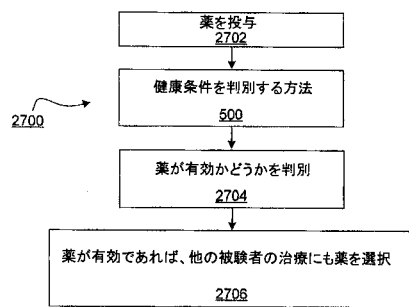 薬を投与
2702
健康条件を判別する方法
500
2700
薬が有効かどうかを判別
2704
薬が有効であれば、他の被験者の治療にも薬を選択
2706